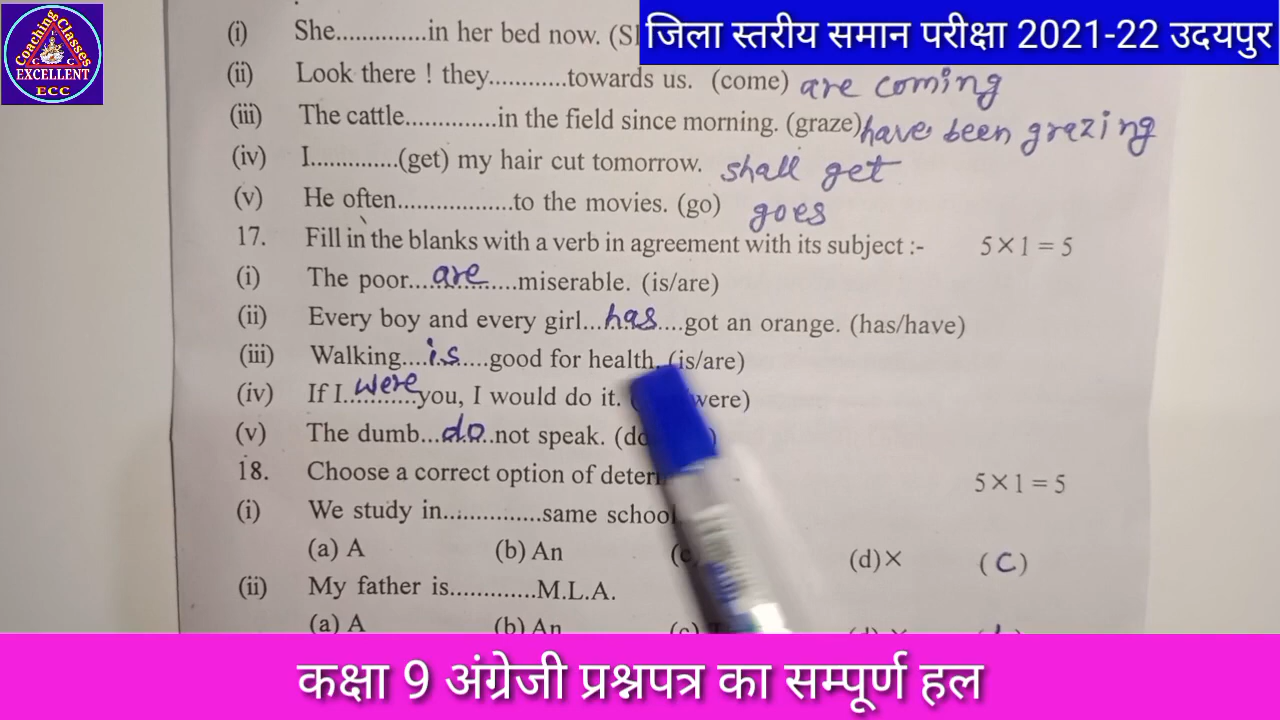 Coaching Classes
C G C
EXCELLENT
ECC
जिला स्तरीय समान परीक्षा 2021-22 उदयपुर
(i) She..............in her bed now.
(ii) Look there ! they............towards us. (come) are coming
(iii) The cattle..............in the field since morning. (graze) have been grazing
(iv) I.............(get) my hair cut tomorrow. shall get
(v) He often..................to the movies. (go) goes
17. Fill in the blanks with a verb in agreement with its subject :- 5×1=5
(i) The poor....are.....miserable. (is/are)
(ii) Every boy and every girl...has....got an orange. (has/have)
(iii) Walking....is.....good for health. (is/are)
(iv) If I...were...you, I would do it. were)
(v) The dumb...do...not speak.
18. Choose a correct option of 5×1=5
(i) We study in...............same school
(a) A (b) An (d) × (C)
(ii) My father is.............M.L.A.
(a) A (b) An
कक्षा 9 अंग्रेजी प्रश्नपत्र का सम्पूर्ण हल